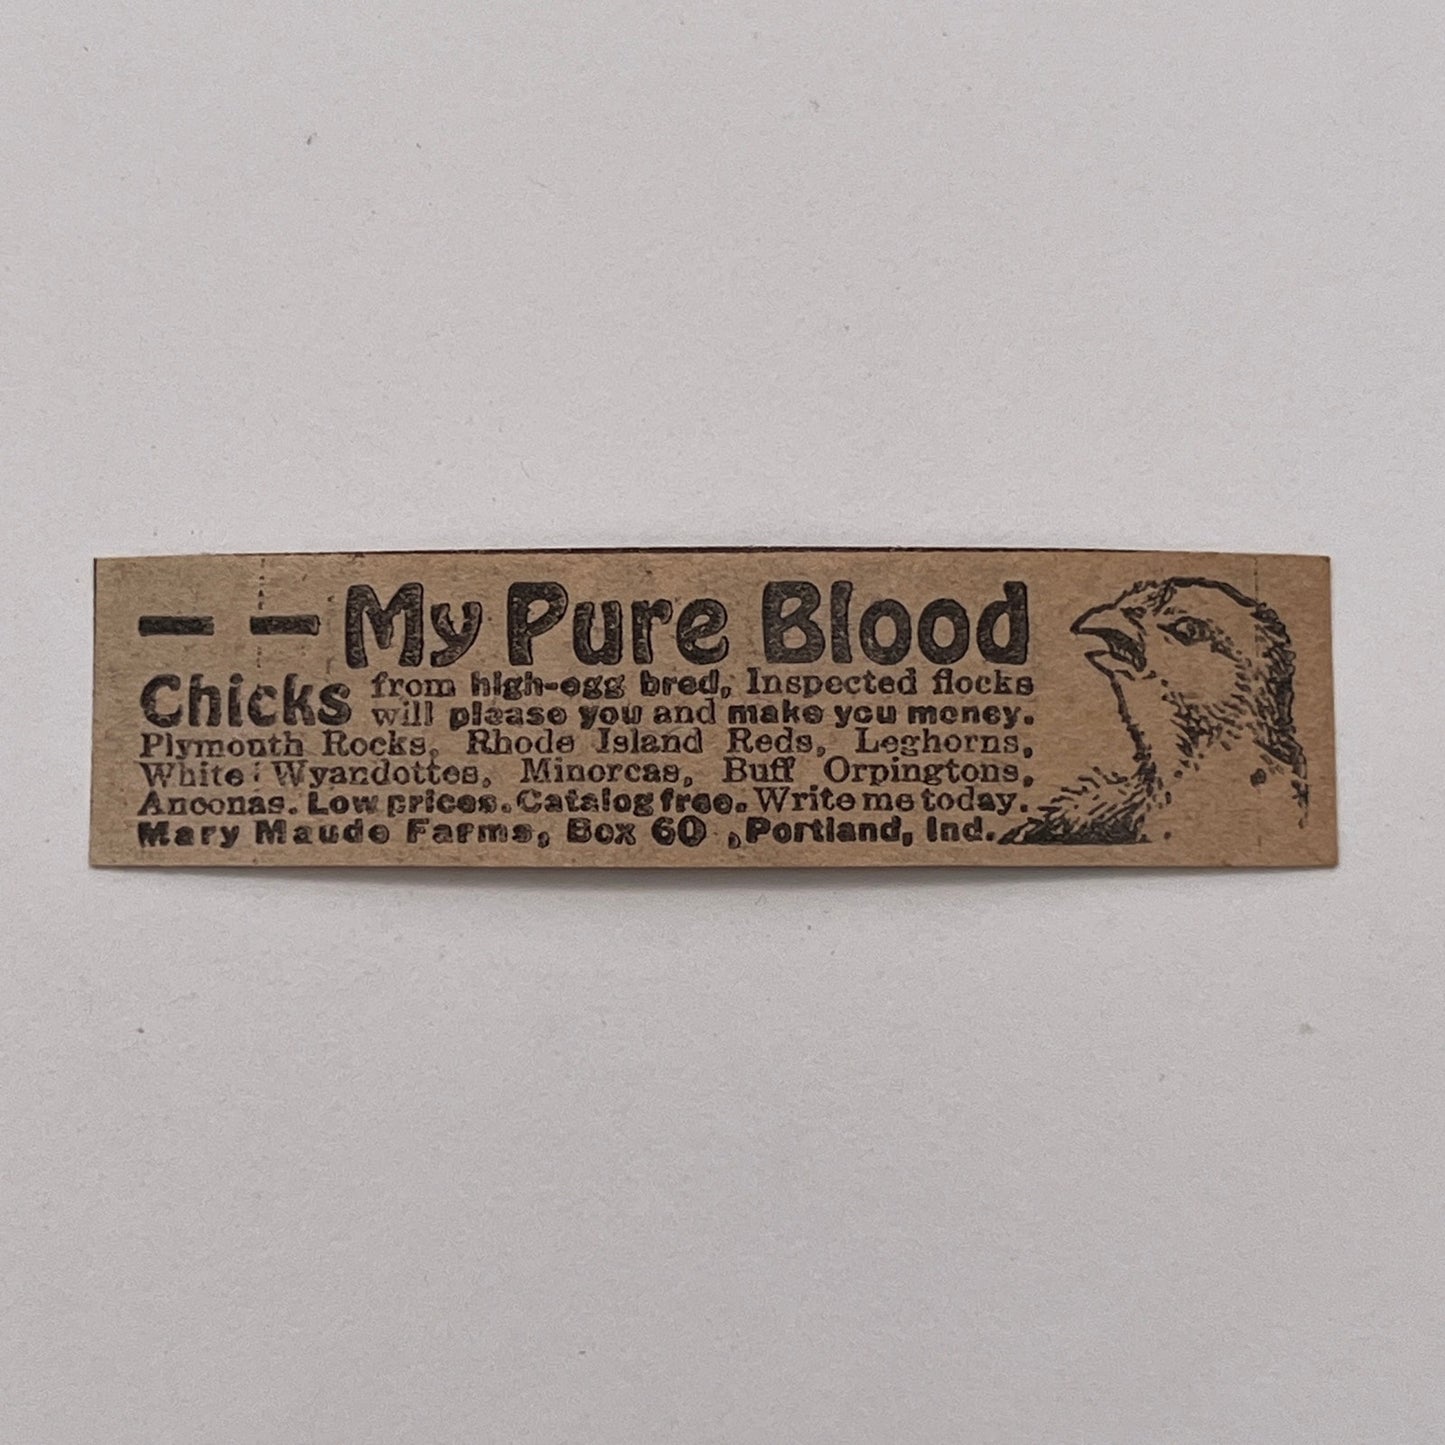 — — My Pure Blood
Chicks from high-egg bred, Inspected flocks
will please you and make you money.
Plymouth Rocks, Rhode Island Reds, Leghorns,
White Wyandottes, Minorcas, Buff Orpingtons,
Anconas. Low prices. Catalog free. Write me today.
Mary Maude Farms, Box 60 , Portland, Ind.